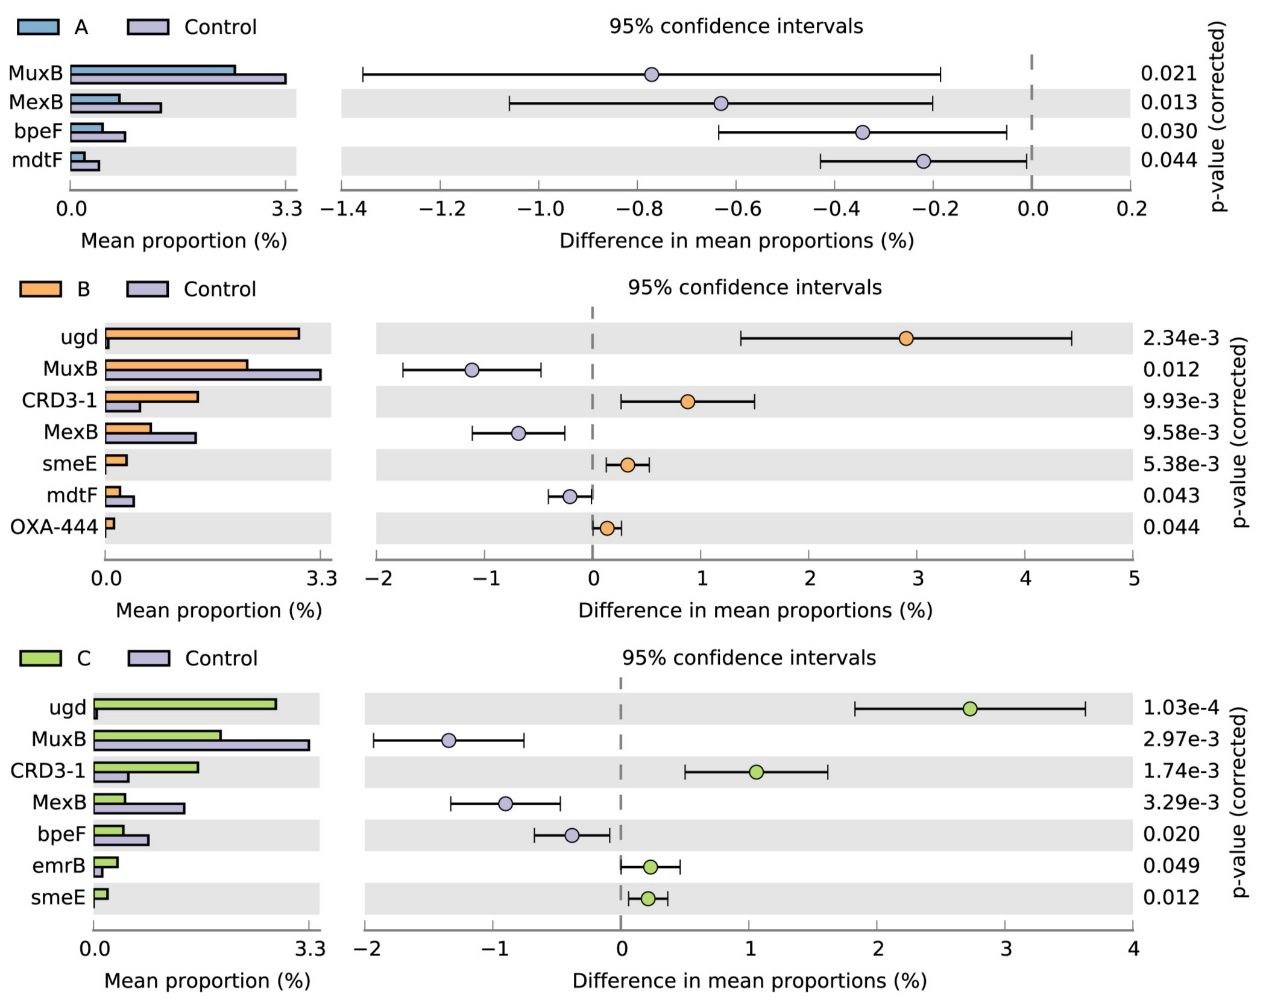 A Control 95% confidence intervals
MuxB 0.021
MexB 0.013
bpeF 0.030
mdtF 0.044
p-value (corrected)
0.0 3.3 −1.4 −1.2 −1.0 −0.8 −0.6 −0.4 −0.2 0.0 0.2
Mean proportion (%) Difference in mean proportions (%)
B Control 95% confidence intervals
ugd 2.34e-3
MuxB 0.012
CRD3-1 9.93e-3
MexB 9.58e-3
smeE 5.38e-3
mdtF 0.043
OXA-444 0.044
p-value (corrected)
0.0 3.3 −2 −1 0 1 2 3 4 5
Mean proportion (%) Difference in mean proportions (%)
C Control 95% confidence intervals
ugd 1.03e-4
MuxB 2.97e-3
CRD3-1 1.74e-3
MexB 3.29e-3
bpeF 0.020
emrB 0.049
smeE 0.012
p-value (corrected)
0.0 3.3 −2 −1 0 1 2 3 4
Mean proportion (%) Difference in mean proportions (%)